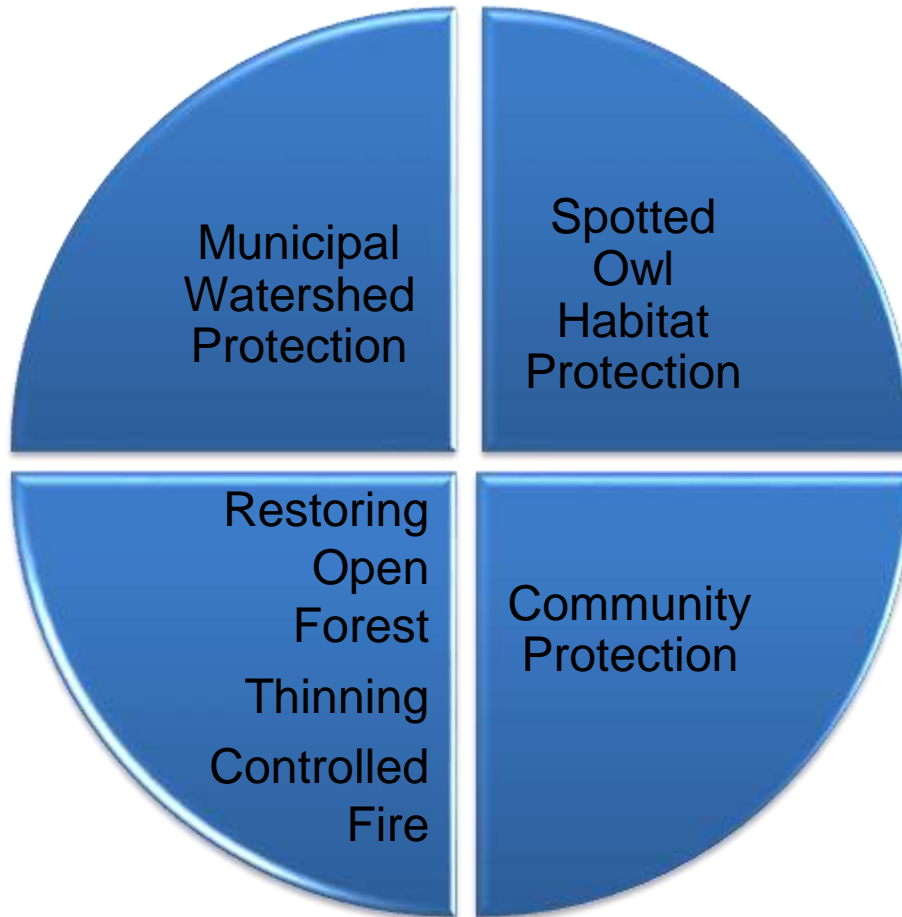 Municipal
Watershed
Protection
Spotted
Owl
Habitat
Protection
Restoring
Open
Forest
Thinning
Controlled
Fire
Community
Protection